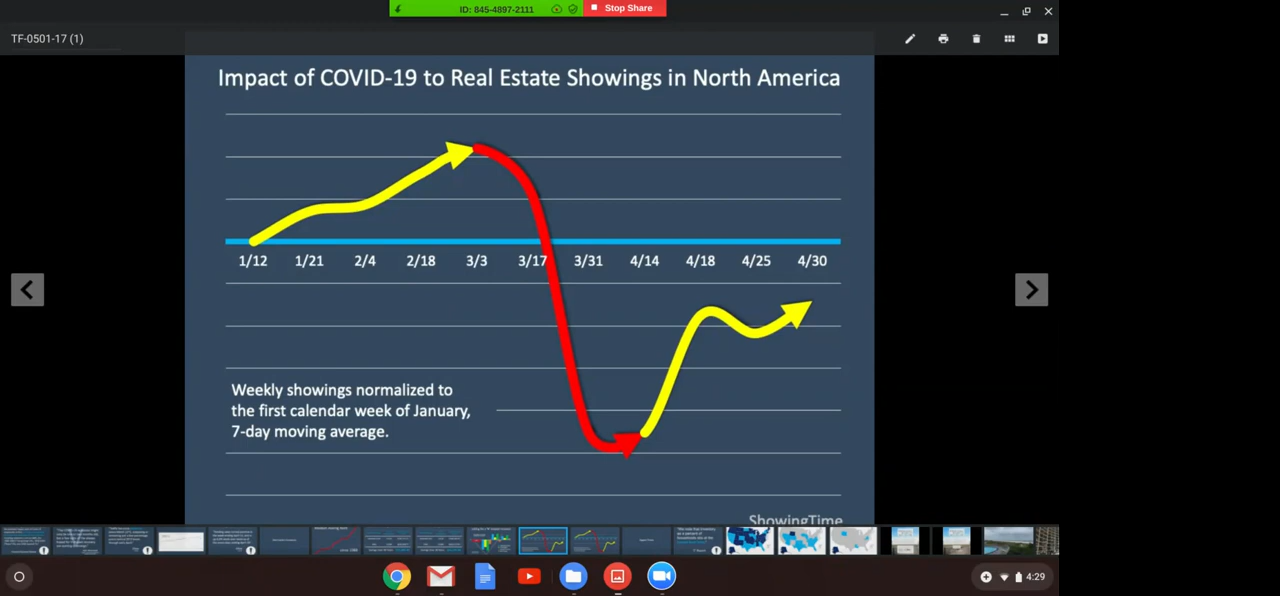 ID: 845-4897-2111
Stop Share
TF-0501-17 (1)
Impact of COVID-19 to Real Estate Showings in North America
1/12 1/21 2/4 2/18 3/3 3/17 3/31 4/14 4/18 4/25 4/30
Weekly showings normalized to
the first calendar week of January,
7-day moving average.
ShowingTime
4:29